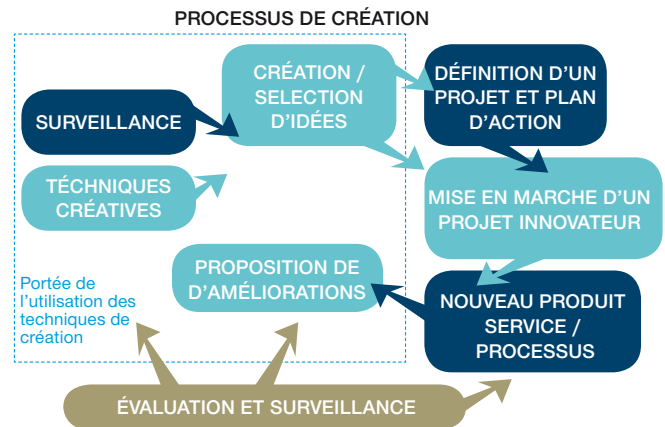 PROCESSUS DE CRÉATION
CRÉATION /
SELECTION
D'IDÉES
DÉFINITION D'UN
PROJET ET PLAN
D'ACTION
SURVEILLANCE
TÉCHNIQUES
CRÉATIVES
MISE EN MARCHE D'UN
PROJET INNOVATEUR
PROPOSITION DE
D'AMÉLIORATIONS
Portée de
l'utilisation des
techniques de
création
NOUVEAU PRODUIT
SERVICE /
PROCESSUS
ÉVALUATION ET SURVEILLANCE